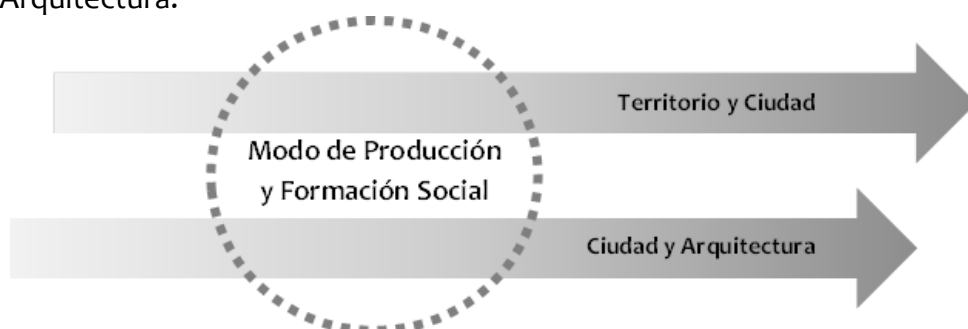 Arquitectura.
Territorio y Ciudad
Modo de Producción
y Formación Social
Ciudad y Arquitectura